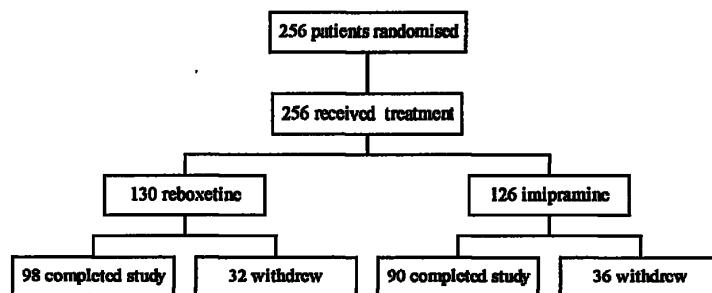 256 patients randomised
256 received treatment
130 reboxetine
126 imipramine
98 completed study
32 withdrew
90 completed study
36 withdrew